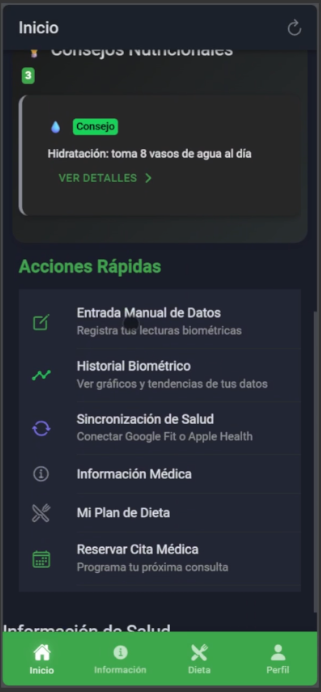 Inicio
Consejos Nutricionales
3
Consejo
Hidratación: toma 8 vasos de agua al día
VER DETALLES
Acciones Rápidas
Entrada Manual de Datos
Registra tus lecturas biométricas
Historial Biométrico
Ver gráficos y tendencias de tus datos
Sincronización de Salud
Conectar Google Fit o Apple Health
Información Médica
Mi Plan de Dieta
Reservar Cita Médica
Programa tu próxima consulta
Información de Salud
Inicio
Información
Dieta
Perfil